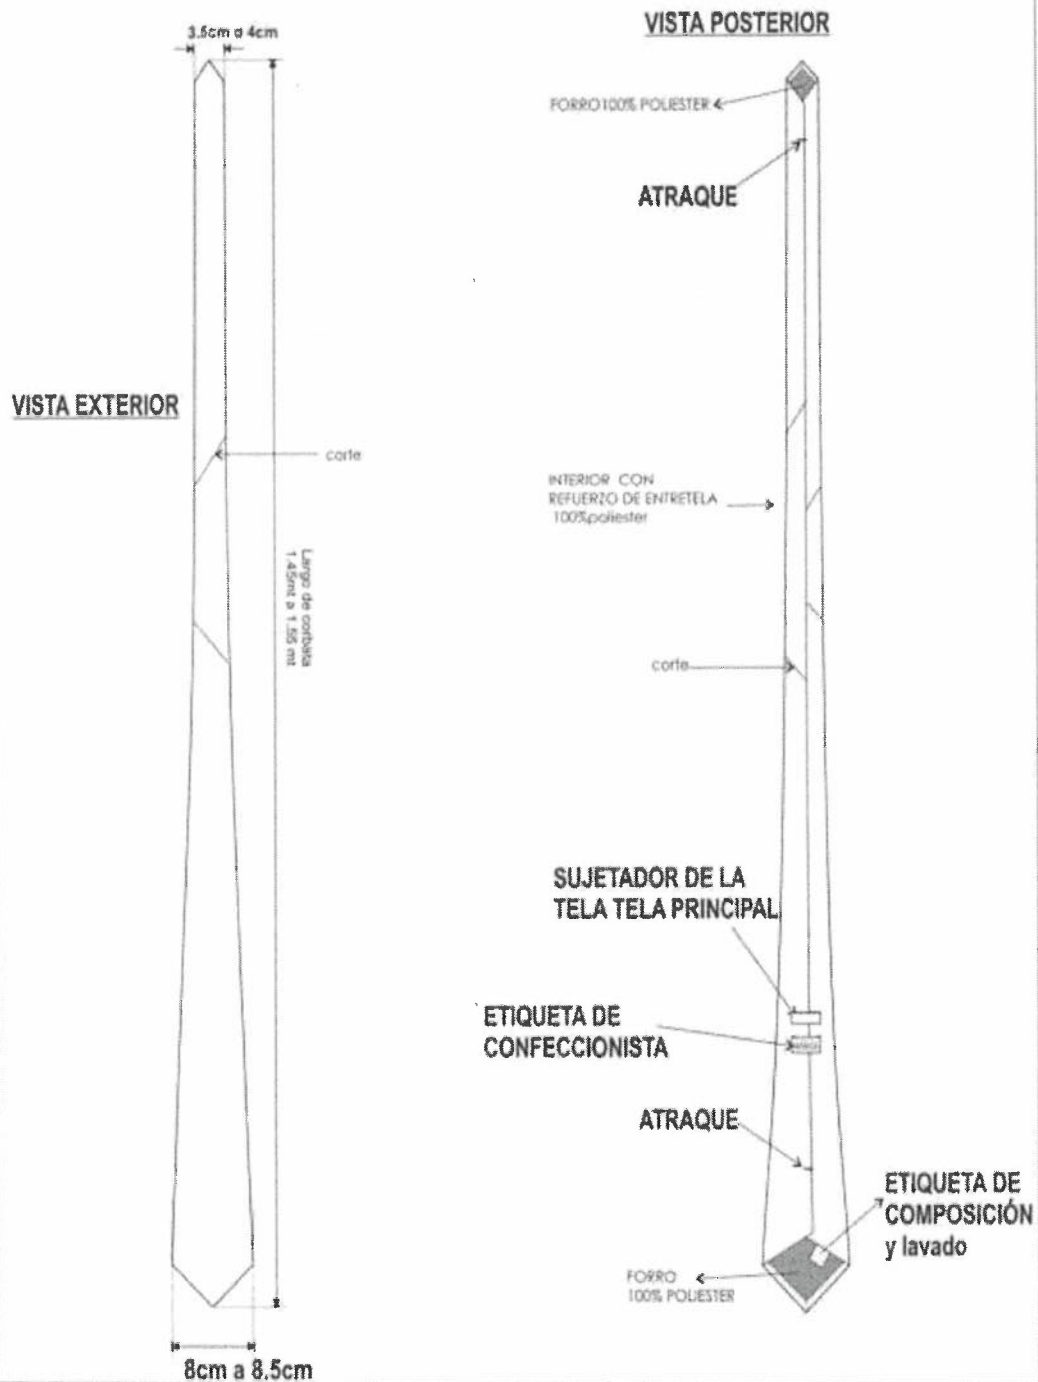 3.5cm a 4cm
VISTA EXTERIOR
corte
Largo de corbata
1.45mt a 1.55 mt
8cm a 8,5cm
VISTA POSTERIOR
FORRO 100% POLIESTER
ATRAQUE
INTERIOR CON
REFUERZO DE ENTRETELA
100%poliester
corte
SUJETADOR DE LA
TELA TELA PRINCIPAL
ETIQUETA DE
CONFECCIONISTA
ATRAQUE
ETIQUETA DE
COMPOSICIÓN
y lavado
FORRO
100% POLIESTER